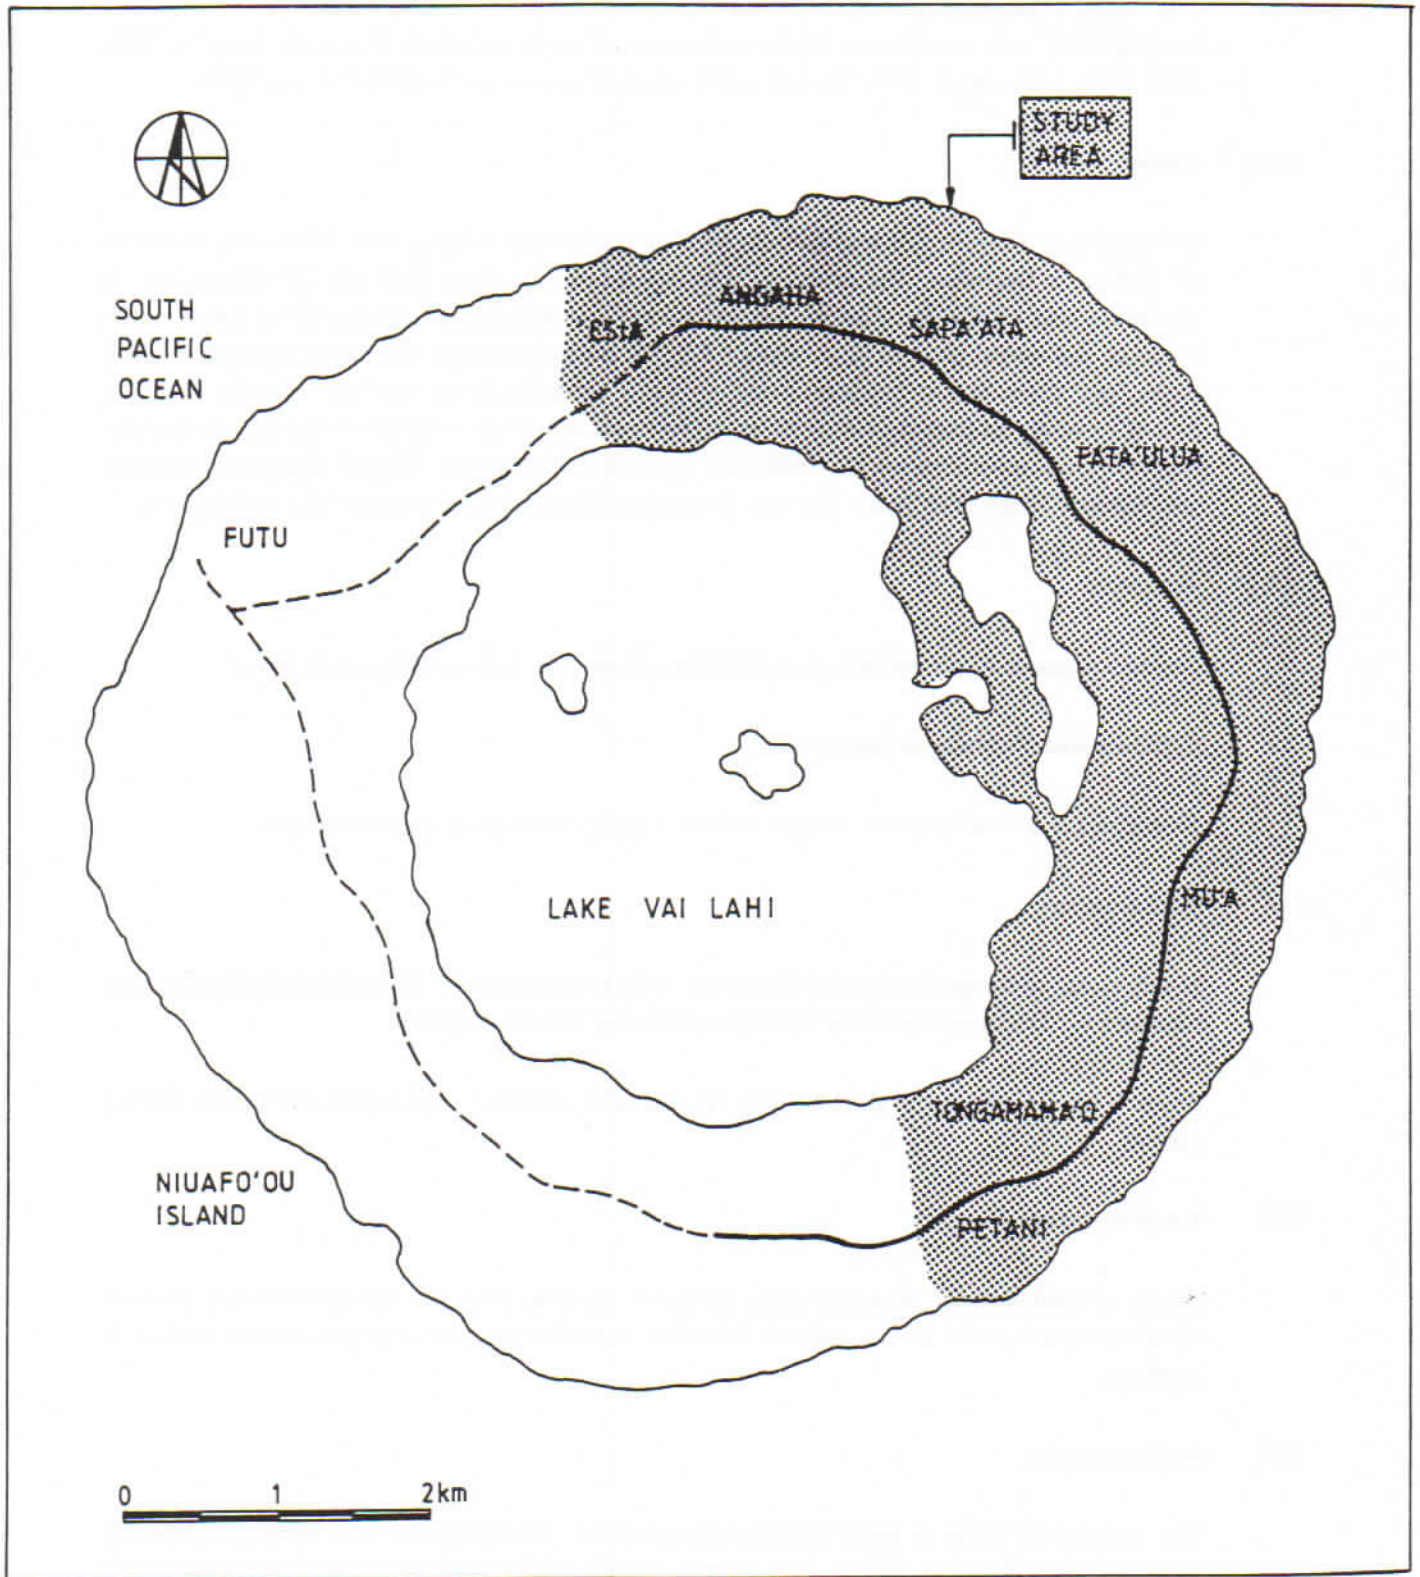 STUDY
AREA
SOUTH
PACIFIC
OCEAN
ANGAHA
'ESIA
SAPA'ATA
FATA'ULUA
FUTU
MU'A
LAKE VAI LAHI
TONGAMAMA'O
PETANI
NIUAFO'OU
ISLAND
0 1 2km